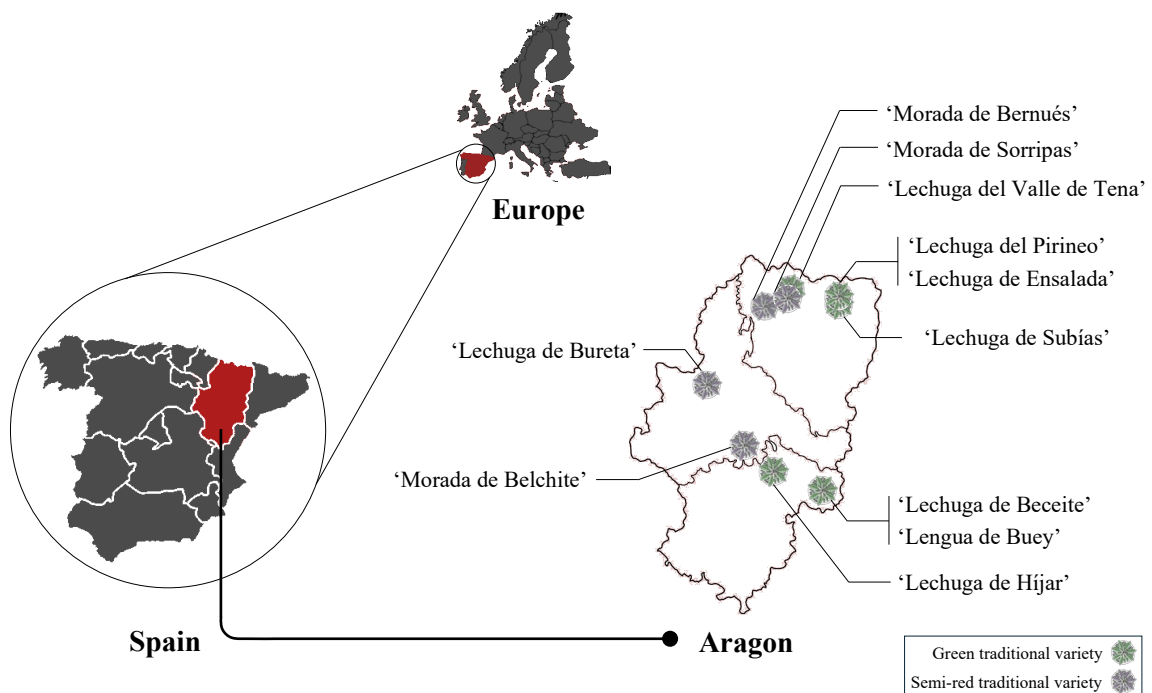 ‘Morada de Bernués’
‘Morada de Sorripas’
‘Lechuga del Valle de Tena’
Europe
‘Lechuga del Pirineo’
‘Lechuga de Ensalada’
‘Lechuga de Subías’
‘Lechuga de Bureta’
‘Morada de Belchite’
‘Lechuga de Beceite’
‘Lengua de Buey’
‘Lechuga de Híjar’
Spain
Aragon
Green traditional variety
Semi-red traditional variety